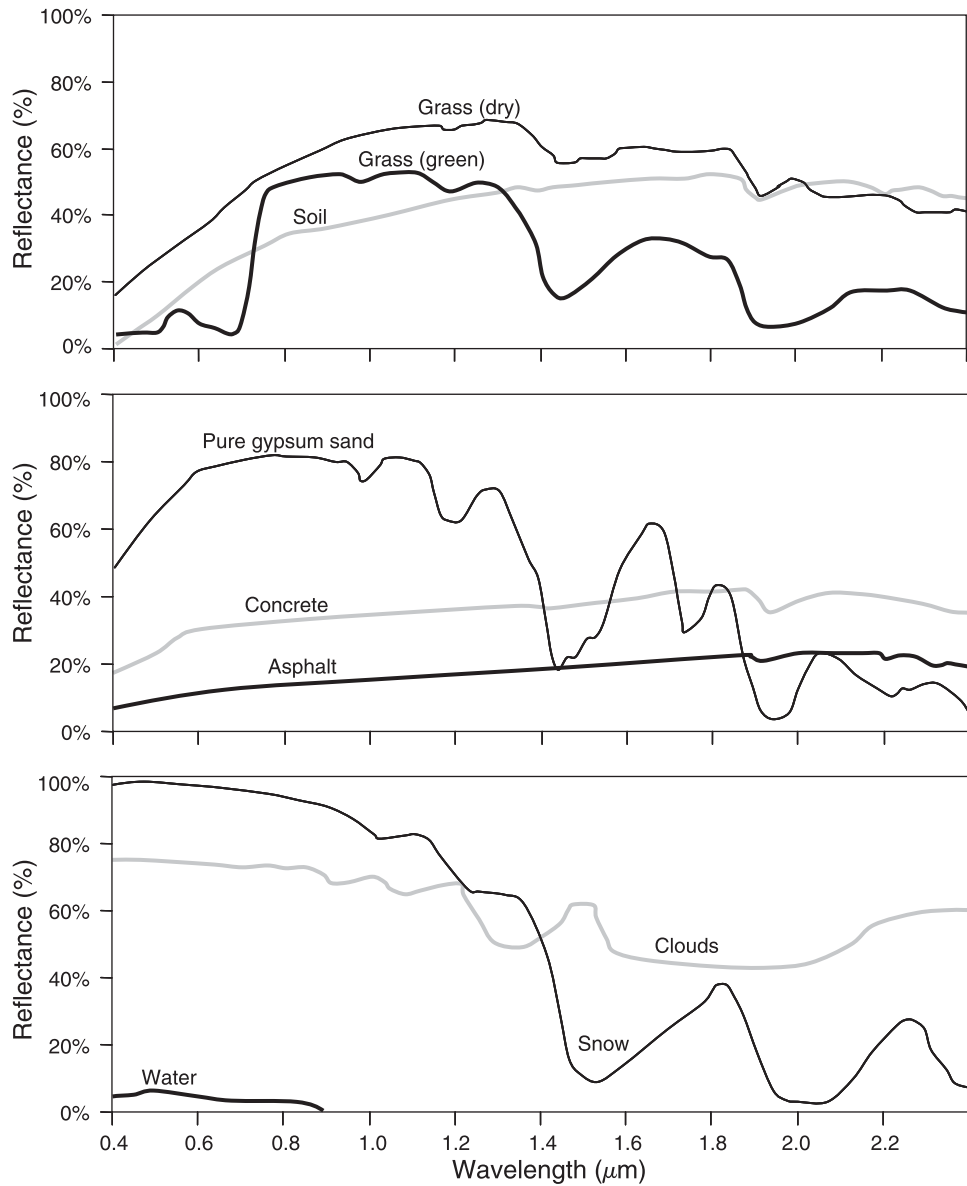 100%
80%
60%
40%
20%
0%
Reflectance (%)
Grass (dry)
Grass (green)
Soil
100%
80%
60%
40%
20%
0%
Reflectance (%)
Pure gypsum sand
Concrete
Asphalt
100%
80%
60%
40%
20%
0%
Reflectance (%)
Clouds
Snow
Water
0.4 0.6 0.8 1.0 1.2 1.4 1.6 1.8 2.0 2.2
Wavelength (μm)